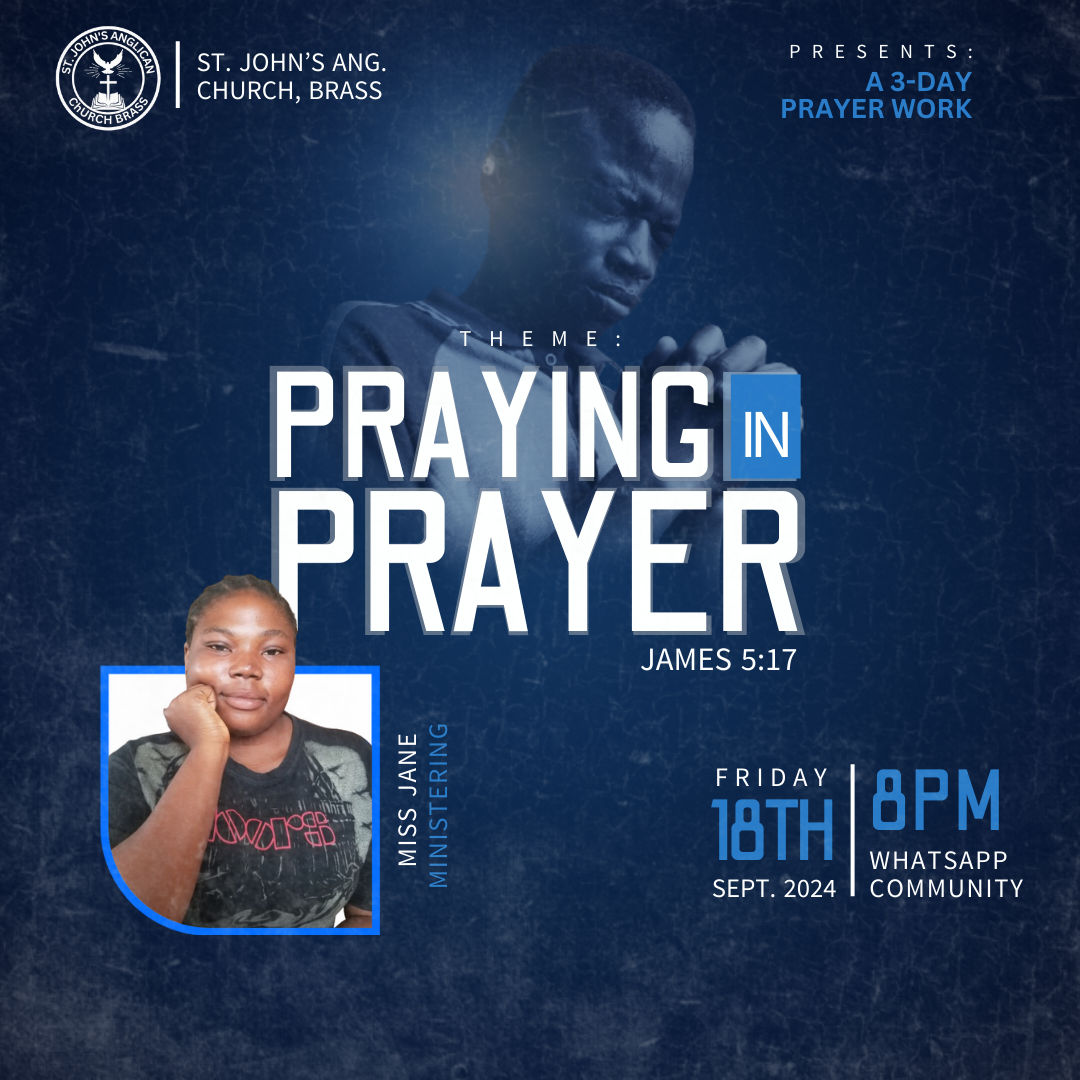 ST. JOHN'S ANGLICAN
CHURCH BRASS
ST. JOHN’S ANG.
CHURCH, BRASS
PRESENTS:
A 3-DAY
PRAYER WORK
THEME:
PRAYING IN
PRAYER
JAMES 5:17
MISS JANE
MINISTERING
FRIDAY
18TH
SEPT. 2024
8PM
WHATSAPP
COMMUNITY